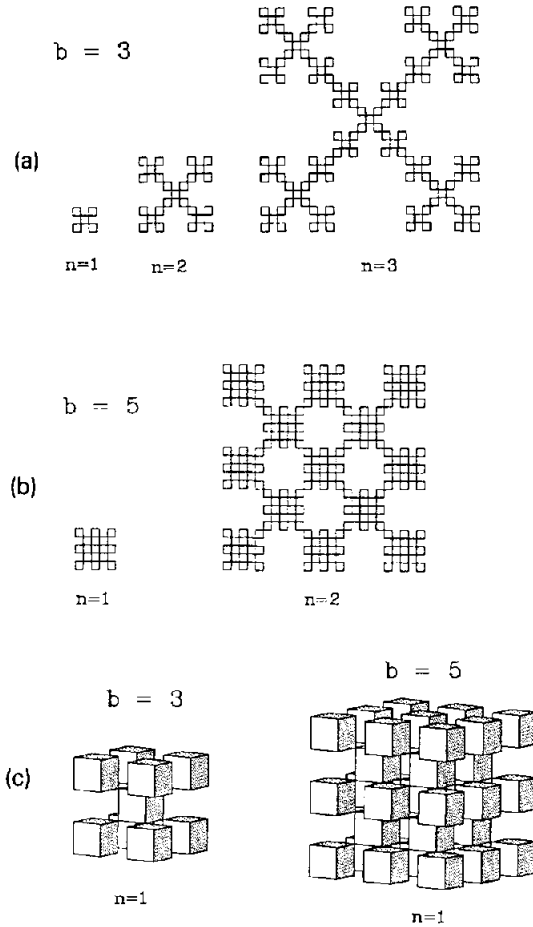 b = 3
(a)
n=1
n=2
n=3
b = 5
(b)
n=1
n=2
b = 3
b = 5
(c)
n=1
n=1